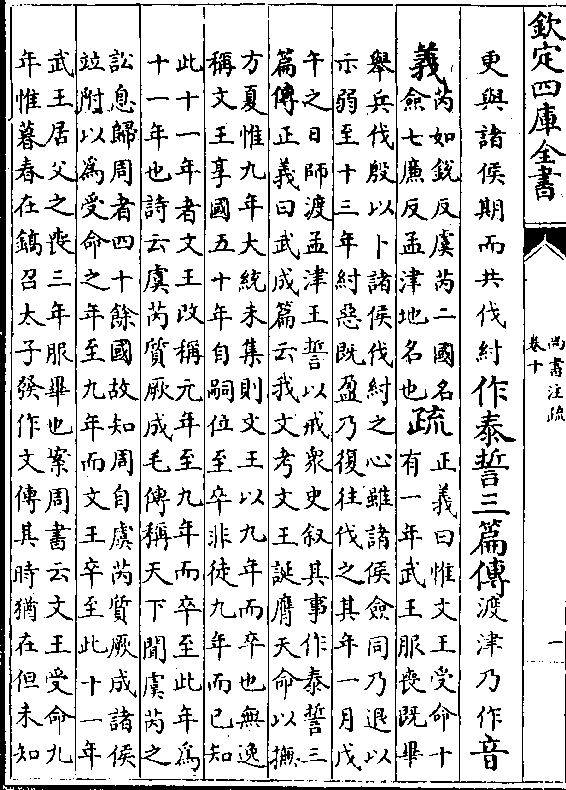 欽定四庫全書
尚書注疏
卷十
一
更與諸侯期而共伐紂作泰誓三篇傳渡津乃作音
義芮如銳反虞芮二國名
僉七廉反孟津地名也
疏正義曰惟文王受命十
有一年武王服喪既畢
舉兵伐殷以卜諸侯伐紂之心雖諸侯僉同乃退以
示弱至十三年紂惡既盈乃復往伐之其年一月戊
午之日師渡孟津王誓以戒衆史叙其事作泰誓三
篇傳正義曰武成篇云我文考文王誕膺天命以撫
方夏惟九年大統未集則文王以九年而卒也無逸
稱文王享國五十年自嗣位至卒非徒九年而已知
此十一年者文王改稱元年至九年而卒至此年爲
十一年也詩云虞芮質厥成毛傳稱天下聞虞芮之
訟息歸周者四十餘國故知周自虞芮質厥成諸侯
竝附以爲受命之年至九年而文王卒至此十一年
武王居父之喪三年服畢也案周書云文王受命九
年惟暮春在鎬召太子發作文傳其時猶在但未知